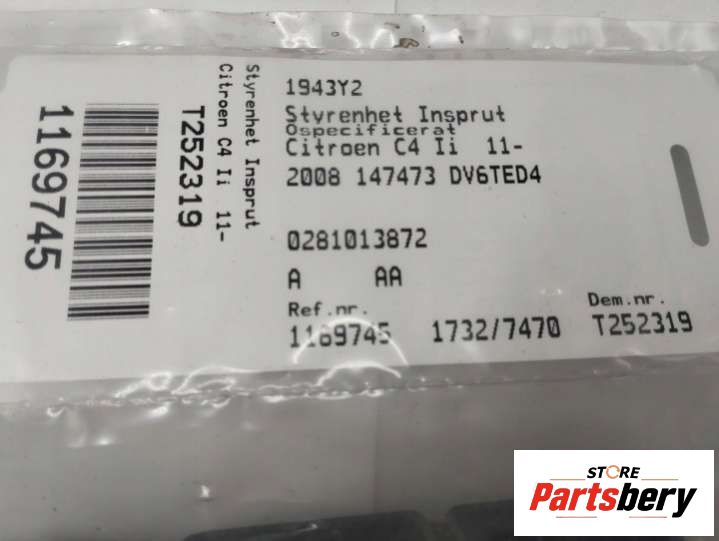 1943Y2
Styrenhet Insprut
Ospecificerat
Citroen C4 Ii 11-
2008 147473 DV6TED4
0281013872
A AA
Ref.nr. Dem.nr.
1169745 1732/7470 T252319
Styrenhet Insprut
Citroen C4 Ii 11-
T252319
1169745
STORE
Partsbery